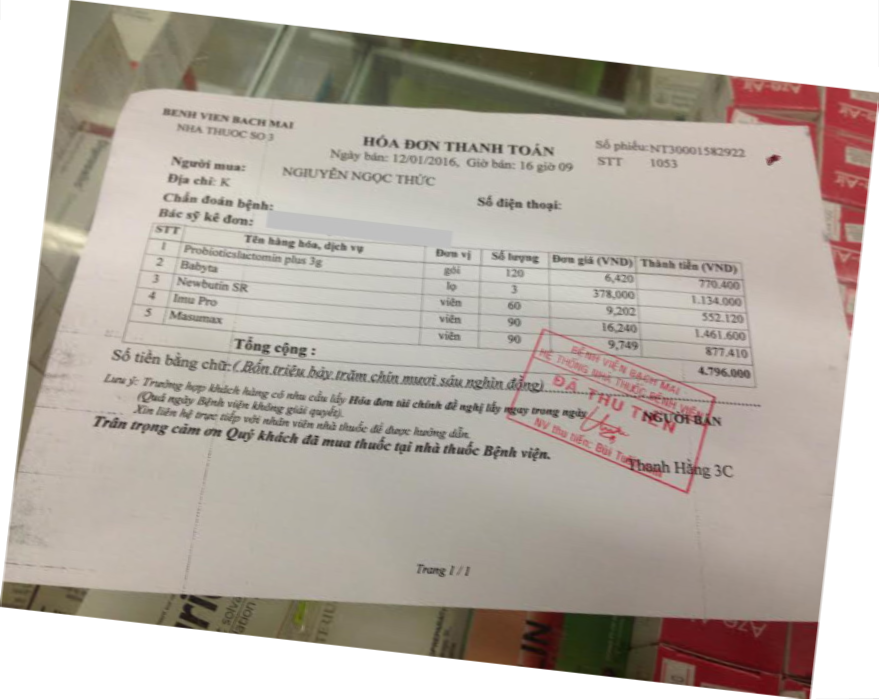 BENH VIEN BACH MAI
NHA THUOC SO 3
HÓA ĐƠN THANH TOÁN
Số phiếu: NT30001582922
Ngày bán: 12/01/2016, Giờ bán: 16 giờ 09
STT 1053
Người mua: NGIUYÊN NGỌC THỨC
Địa chỉ: K
Số điện thoại:
Chẩn đoán bệnh:
Bác sỹ kê đơn:
STT Tên hàng hóa, dịch vụ Đơn vị Số lượng Đơn giá (VND) Thành tiền (VND)
1 Probioticslactomin plus 3g gói 120 6,420 770.400
2 Babyta lọ 3 378,000 1.134.000
3 Newbutin SR viên 60 9,202 552.120
4 Imu Pro viên 90 16,240 1.461.600
5 Masumax viên 90 9,749 877.410
Tổng cộng : 4.796.000
Số tiền bằng chữ: ( Bốn triệu bảy trăm chín mươi sáu nghìn đồng)
Lưu ý: Trường hợp khách hàng có nhu cầu lấy Hóa đơn tài chính đề nghị lấy ngay trong ngày
(Quá ngày Bệnh viện không giải quyết).
Xin liên hệ trực tiếp với nhân viên nhà thuốc để được hướng dẫn.
Trân trọng cảm ơn Quý khách đã mua thuốc tại nhà thuốc Bệnh viện.
BỆNH VIỆN BẠCH MAI
HỆ THỐNG NHÀ THUỐC BỆNH VIỆN
ĐÃ THU TIỀN
NV thu tiền: Bùi
NGƯỜI BÁN
Thanh Hằng 3C
Trang 1 / 1